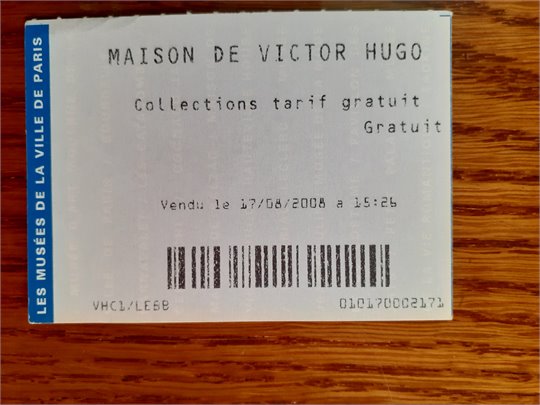 LES MUSÉES DE LA VILLE DE PARIS
MAISON DE VICTOR HUGO
Collections tarif gratuit
Gratuit
Vendu le 17/08/2008 a 15:26
VHC1/LEBB
010170002171